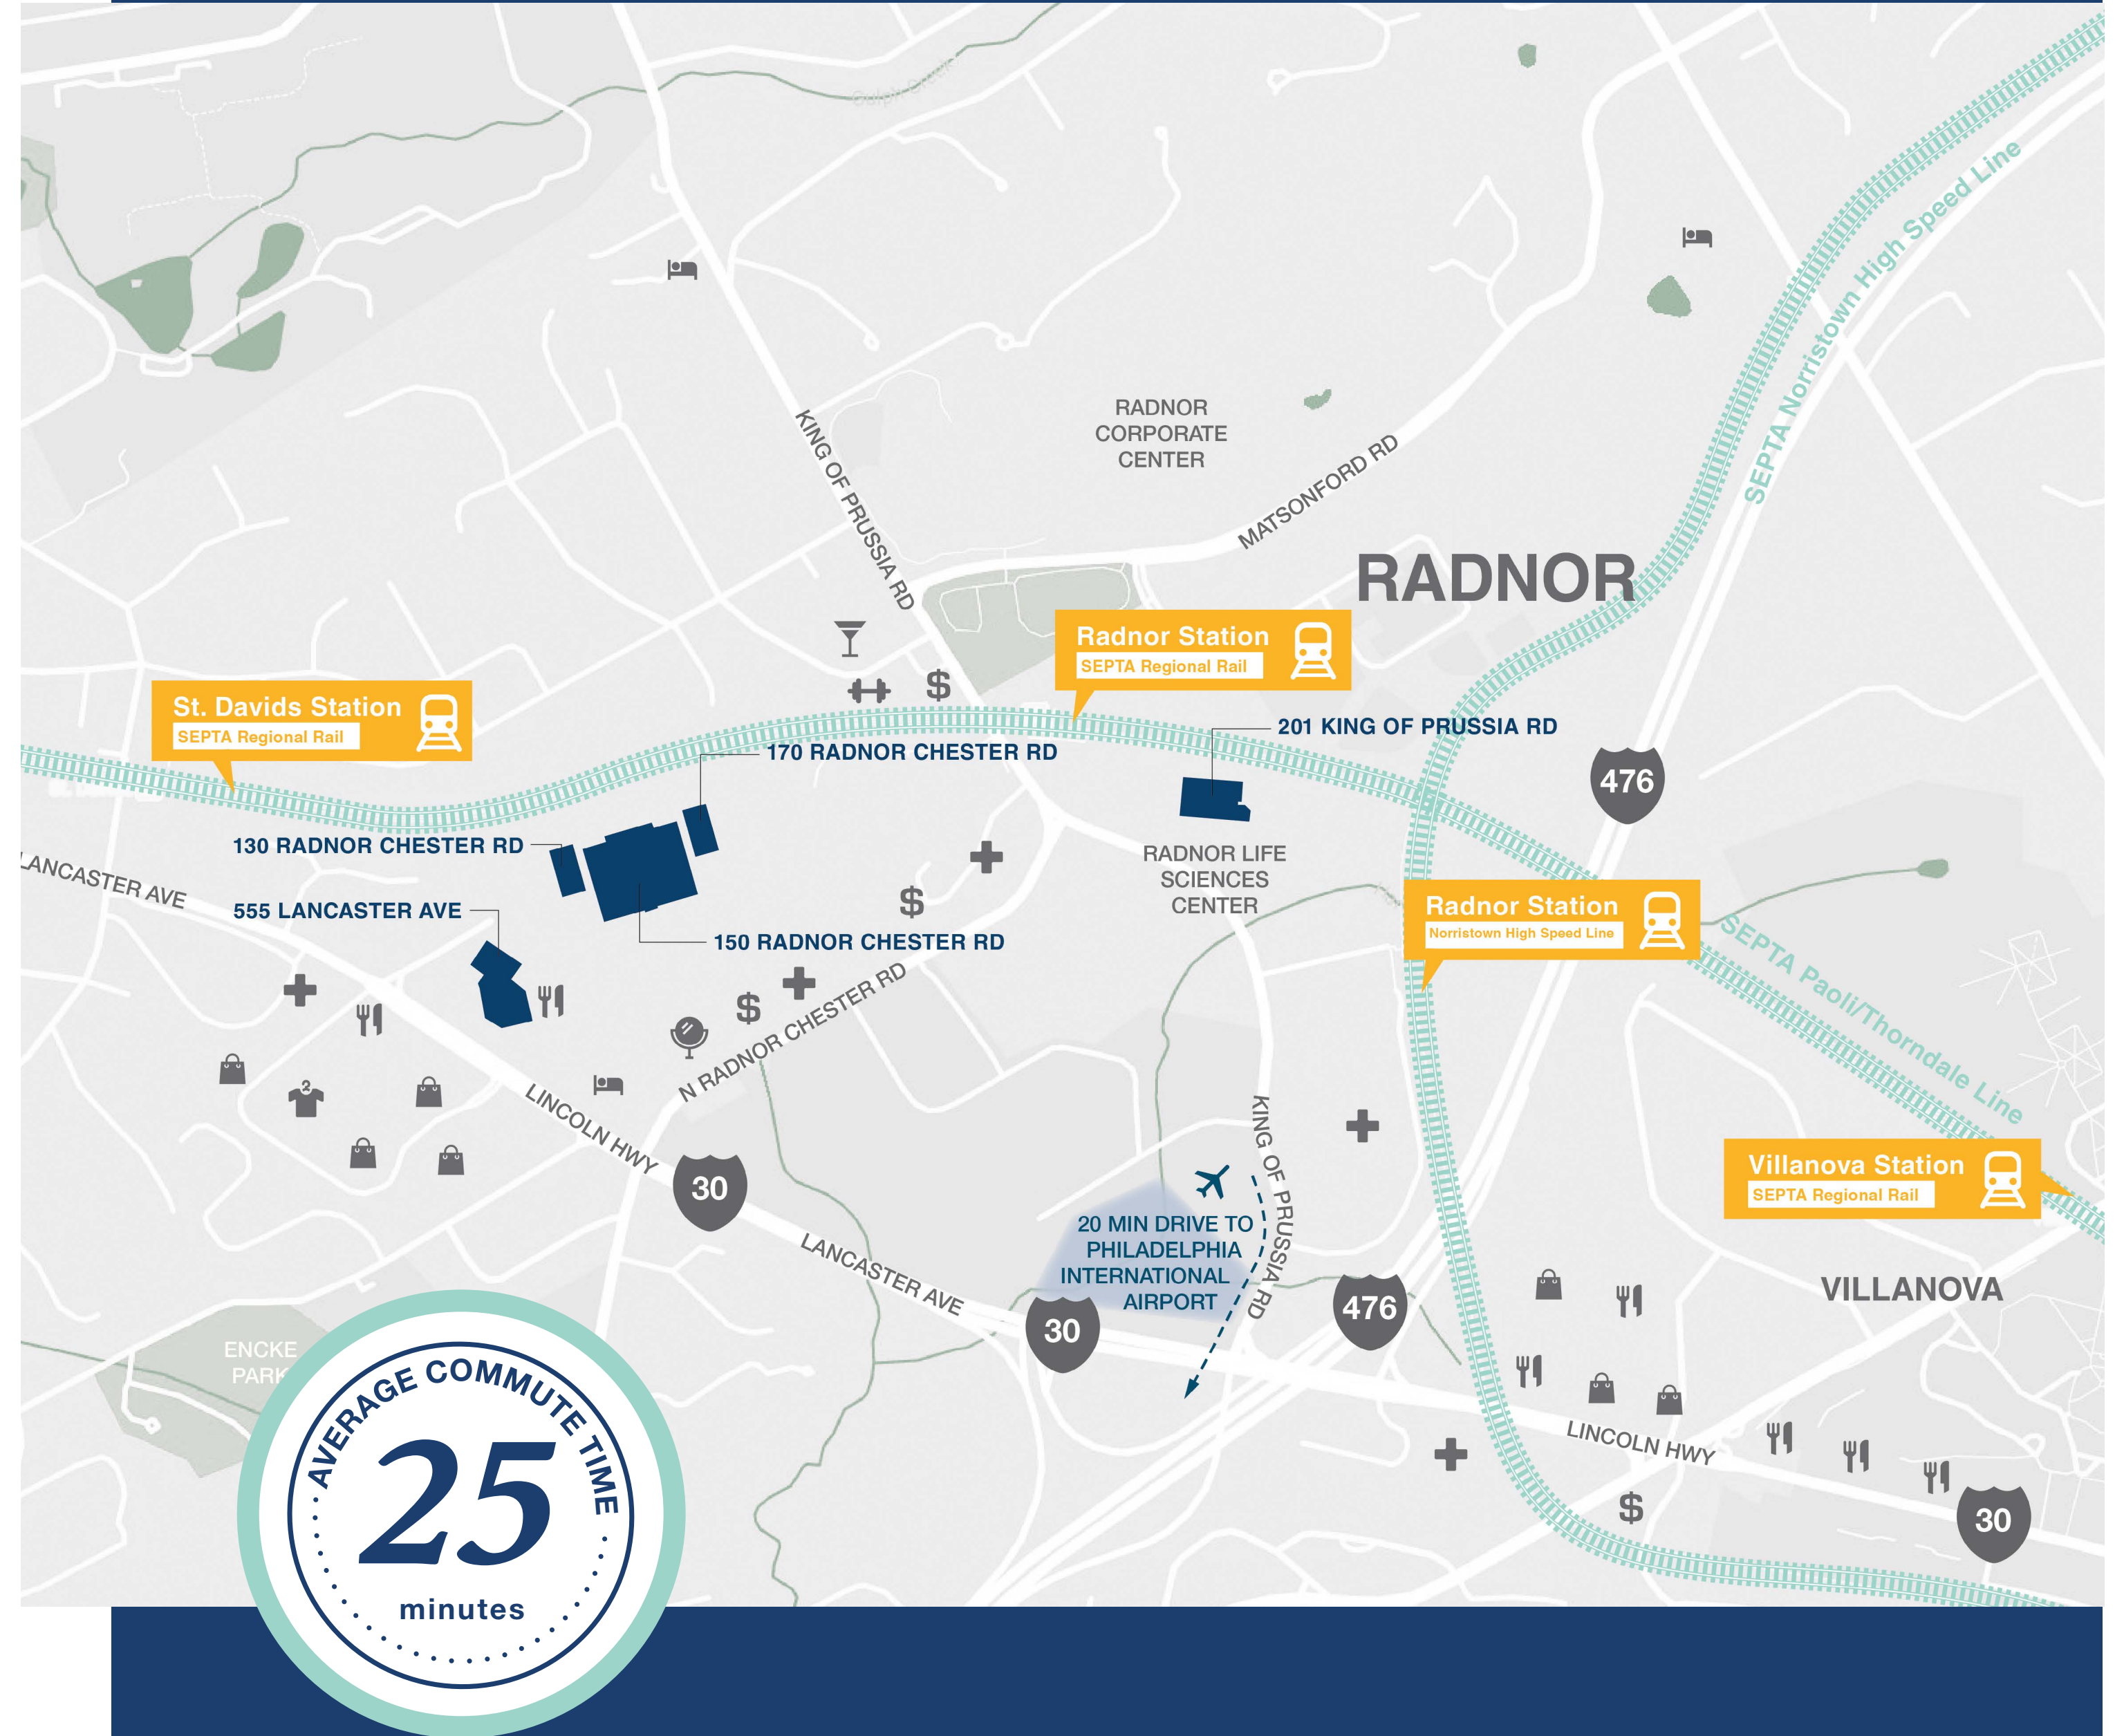 Gulph Creek
SEPTA Norristown High Speed Line
KING OF PRUSSIA RD
RADNOR
CORPORATE
CENTER
MATSONFORD RD
RADNOR
Radnor Station
SEPTA Regional Rail
St. Davids Station
SEPTA Regional Rail
$
201 KING OF PRUSSIA RD
170 RADNOR CHESTER RD
476
130 RADNOR CHESTER RD
LANCASTER AVE
RADNOR LIFE
SCIENCES
CENTER
555 LANCASTER AVE
$
150 RADNOR CHESTER RD
Radnor Station
Norristown High Speed Line
SEPTA Paoli/Thorndale Line
$
N RADNOR CHESTER RD
2
LINCOLN HWY
30
KING OF PRUSSIA RD
Villanova Station
SEPTA Regional Rail
20 MIN DRIVE TO
PHILADELPHIA
INTERNATIONAL
AIRPORT
LANCASTER AVE
30
476
VILLANOVA
ENCKE
PARK
LINCOLN HWY
$
30
AVERAGE COMMUTE TIME
25
minutes